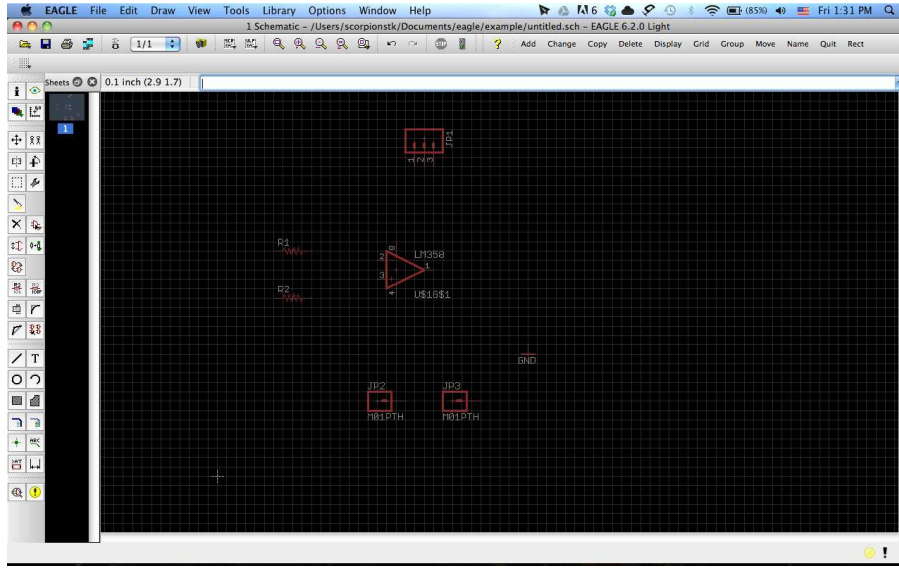 EAGLE File Edit Draw View Tools Library Options Window Help (85%) Fri 1:31 PM
1 Schematic - /Users/scorpionstk/Documents/eagle/example/untitled.sch - EAGLE 6.2.0 Light
1/1 ? Add Change Copy Delete Display Grid Group Move Name Quit Rect
Sheets 0.1 inch (2.9 1.7)
1
JP1
1 2 3
R1
8
2
LM358
1
3
R2
4
U$16$1
GND
JP2 JP3
M01PTH M01PTH